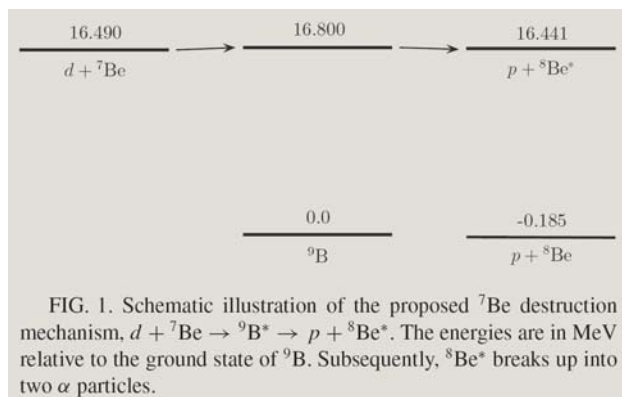 16.490 16.800 16.441
d + ⁷Be p + ⁸Be*
0.0 -0.185
⁹B p + ⁸Be
FIG. 1. Schematic illustration of the proposed ⁷Be destruction
mechanism, d + ⁷Be → ⁹B* → p + ⁸Be*. The energies are in MeV
relative to the ground state of ⁹B. Subsequently, ⁸Be* breaks up into
two α particles.